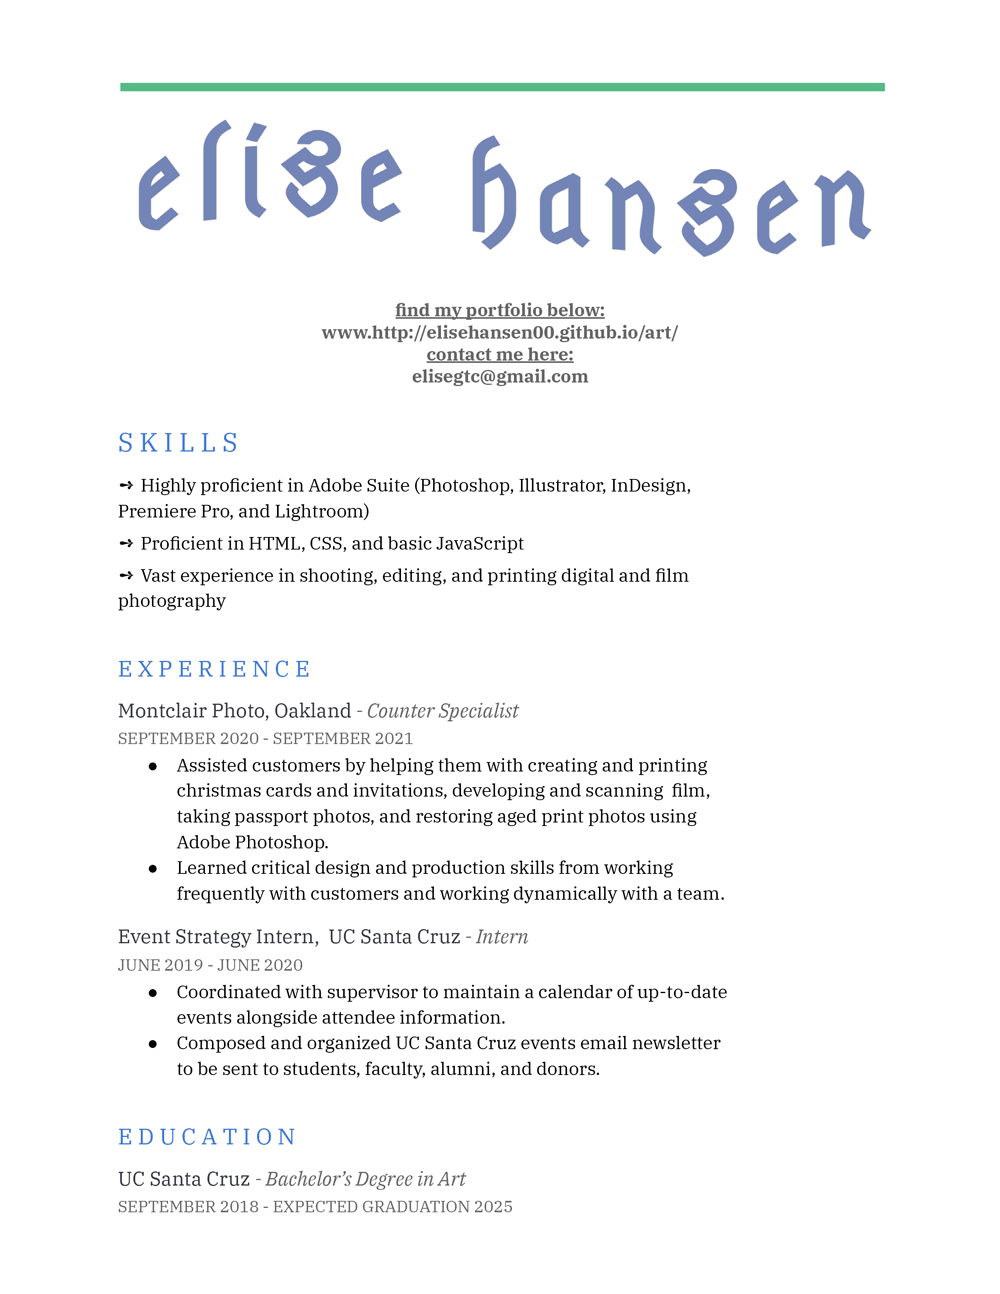 elise hansen
find my portfolio below:
www.http://elisehansen00.github.io/art/
contact me here:
elisegtc@gmail.com
SKILLS
➻ Highly proficient in Adobe Suite (Photoshop, Illustrator, InDesign,
Premiere Pro, and Lightroom)
➻ Proficient in HTML, CSS, and basic JavaScript
➻ Vast experience in shooting, editing, and printing digital and film
photography
EXPERIENCE
Montclair Photo, Oakland - Counter Specialist
SEPTEMBER 2020 - SEPTEMBER 2021
● Assisted customers by helping them with creating and printing
christmas cards and invitations, developing and scanning  film,
taking passport photos, and restoring aged print photos using
Adobe Photoshop.
● Learned critical design and production skills from working
frequently with customers and working dynamically with a team.
Event Strategy Intern,  UC Santa Cruz - Intern
JUNE 2019 - JUNE 2020
● Coordinated with supervisor to maintain a calendar of up-to-date
events alongside attendee information.
● Composed and organized UC Santa Cruz events email newsletter
to be sent to students, faculty, alumni, and donors.
EDUCATION
UC Santa Cruz - Bachelor’s Degree in Art
SEPTEMBER 2018 - EXPECTED GRADUATION 2025